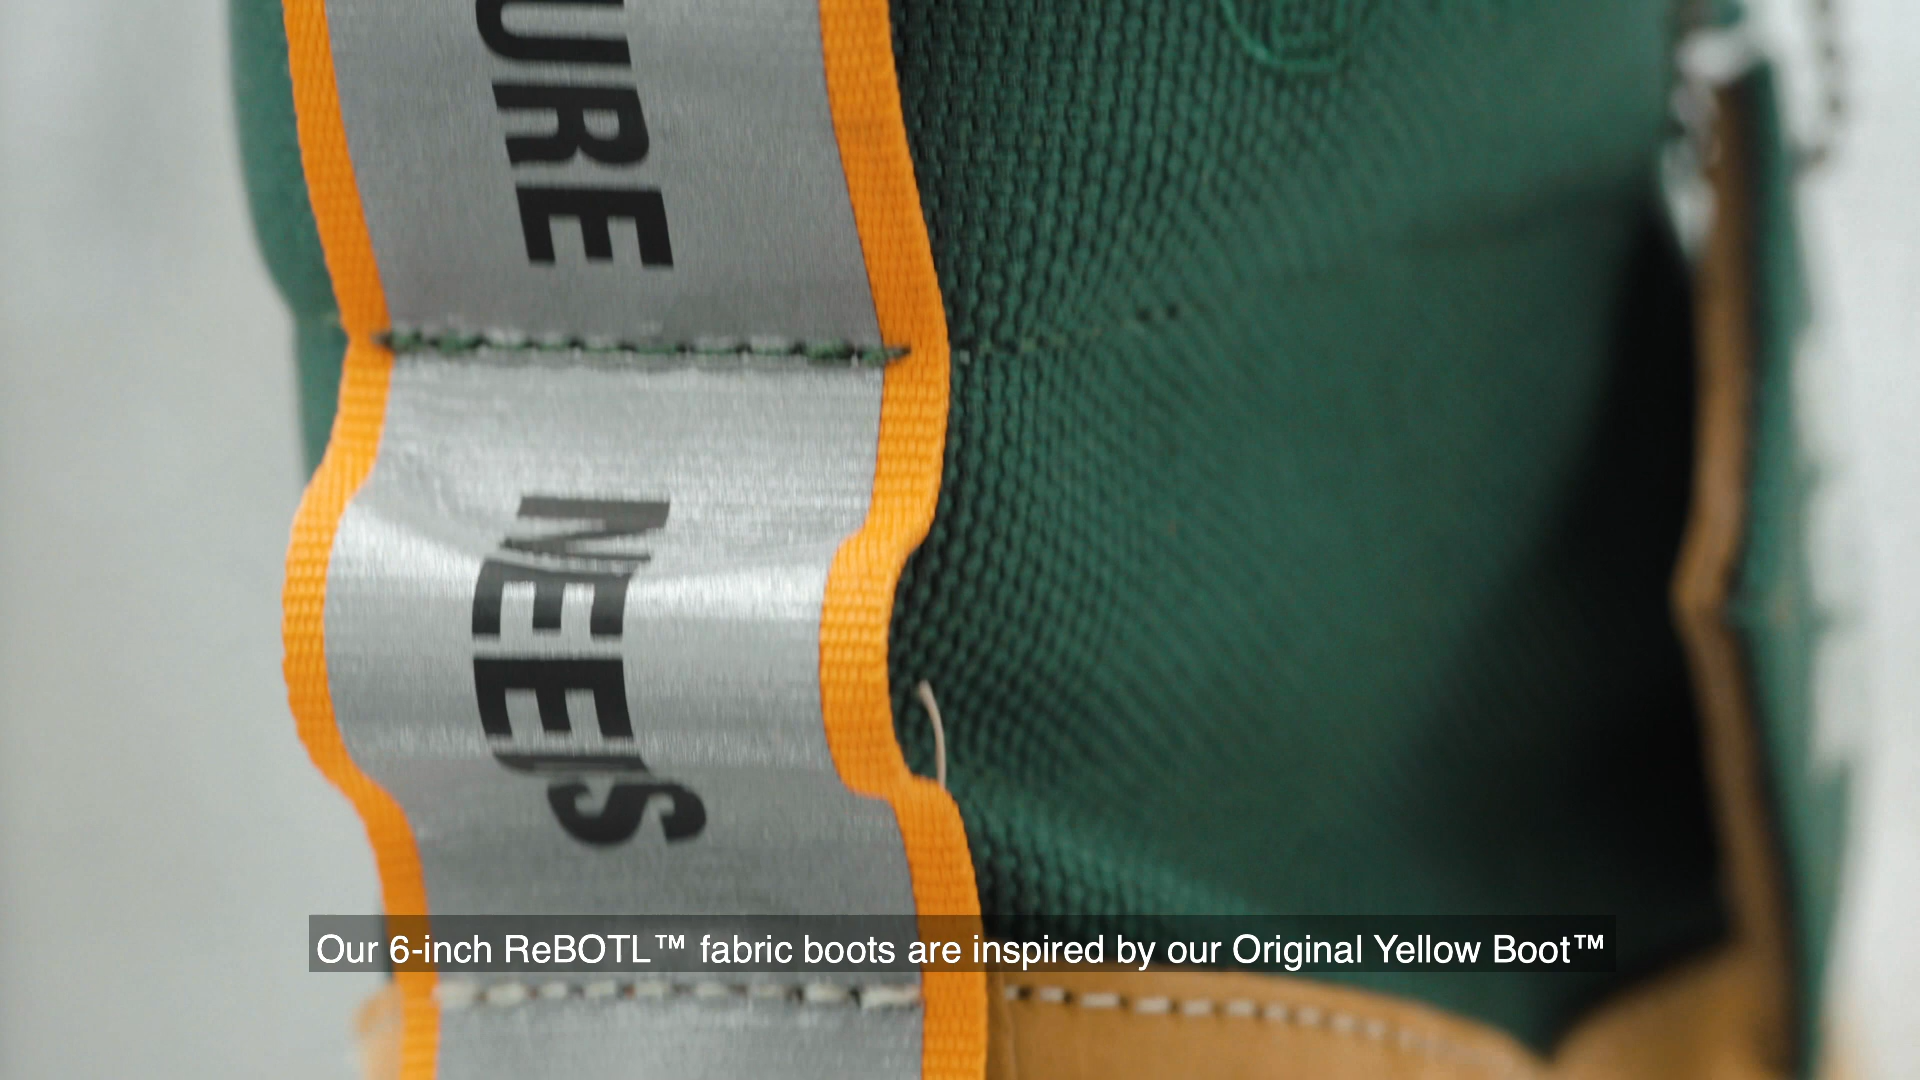 URE
NEEDS
Our 6-inch ReBOTL™ fabric boots are inspired by our Original Yellow Boot™